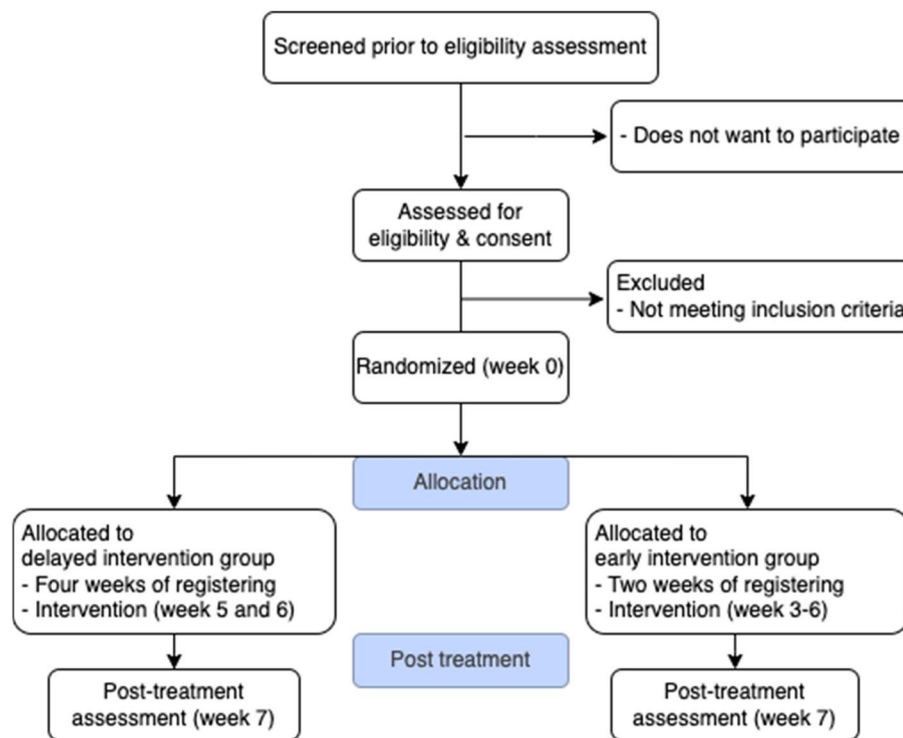 Screened prior to eligibility assessment
- Does not want to participate
Assessed for
eligibility & consent
Excluded
- Not meeting inclusion criteria
Randomized (week 0)
Allocation
Allocated to
delayed intervention group
- Four weeks of registering
- Intervention (week 5 and 6)
Allocated to
early intervention group
- Two weeks of registering
- Intervention (week 3-6)
Post treatment
Post-treatment
assessment (week 7)
Post-treatment
assessment (week 7)